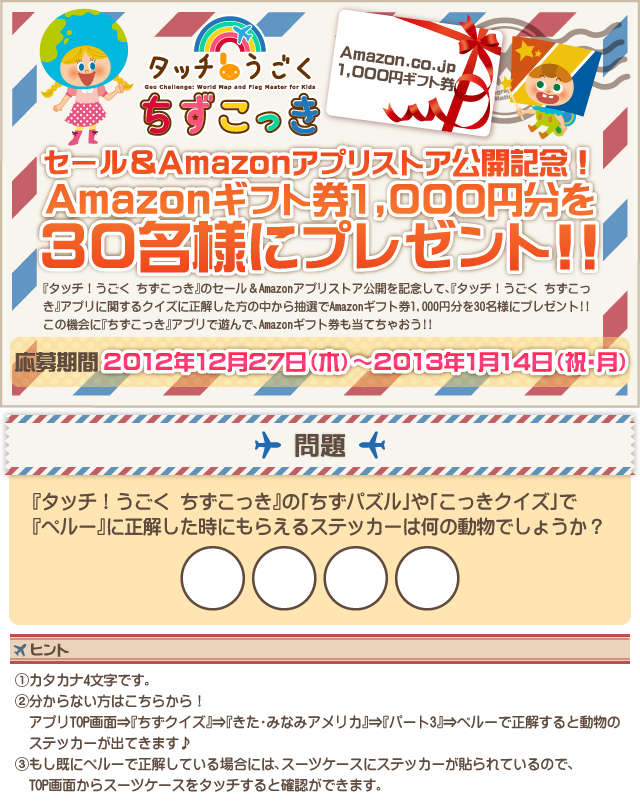 タッチ!うごく
Geo Challenge: World Map and Flag Master for Kids
ちずこっき
Amazon.co.jp
1,000円ギフト券
セール&Amazonアプリストア公開記念!
Amazonギフト券1,000円分を
30名様にプレゼント!!
『タッチ!うごく ちずこっき』のセール&Amazonアプリストア公開を記念して、『タッチ!うごく ちずこっ
き』アプリに関するクイズに正解した方の中から抽選でAmazonギフト券1,000円分を30名様にプレゼント!!
この機会に『ちずこっき』アプリで遊んで、Amazonギフト券も当てちゃおう!!
応募期間 2012年12月27日(木)~2013年1月14日(祝・月)
問題
『タッチ!うごく ちずこっき』の「ちずパズル」や「こっきクイズ」で
『ペルー』に正解した時にもらえるステッカーは何の動物でしょうか?
ヒント
①カタカナ4文字です。
②分からない方はこちらから!
アプリTOP画面⇒『ちずクイズ』⇒『きた・みなみアメリカ』⇒『パート3』⇒ペルーで正解すると動物の
ステッカーが出てきます♪
③もし既にペルーで正解している場合には、スーツケースにステッカーが貼られているので、
TOP画面からスーツケースをタッチすると確認ができます。